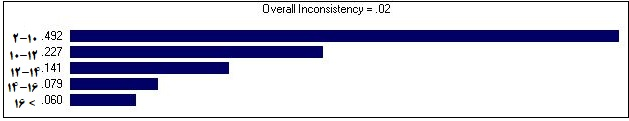 Overall Inconsistency = .02
۲-۱۰ .492
۱۰-۱۲ .227
۱۲-۱۴ .141
۱۴-۱۶ .079
۱۶ > .060